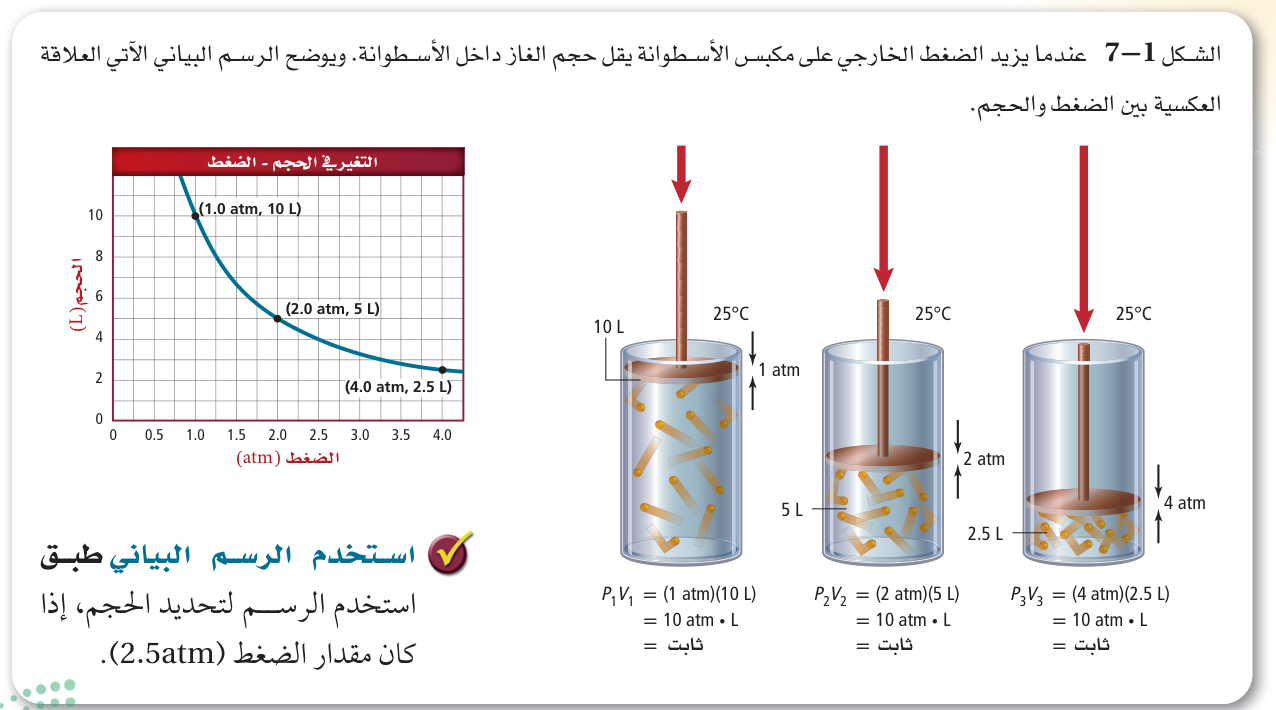 الشكل 1–7 عندما يزيد الضغط الخارجي على مكبس الأسطوانة يقل حجم الغاز داخل الأسطوانة. ويوضح الرسم البياني الآتي العلاقة
العكسية بين الضغط والحجم.
التغير في الحجم - الضغط
الحجم (L)
10
8
6
4
2
0
(1.0 atm, 10 L)
(2.0 atm, 5 L)
(4.0 atm, 2.5 L)
0 0.5 1.0 1.5 2.0 2.5 3.0 3.5 4.0
الضغط (atm)
10 L
25°C
1 atm
P₁V₁ = (1 atm)(10 L)
= 10 atm • L
= ثابت
25°C
2 atm
5 L
P₂V₂ = (2 atm)(5 L)
= 10 atm • L
= ثابت
25°C
4 atm
2.5 L
P₃V₃ = (4 atm)(2.5 L)
= 10 atm • L
= ثابت
استخدم الرسم البياني طبق
استخدم الرسم لتحديد الحجم، إذا
كان مقدار الضغط (2.5atm).